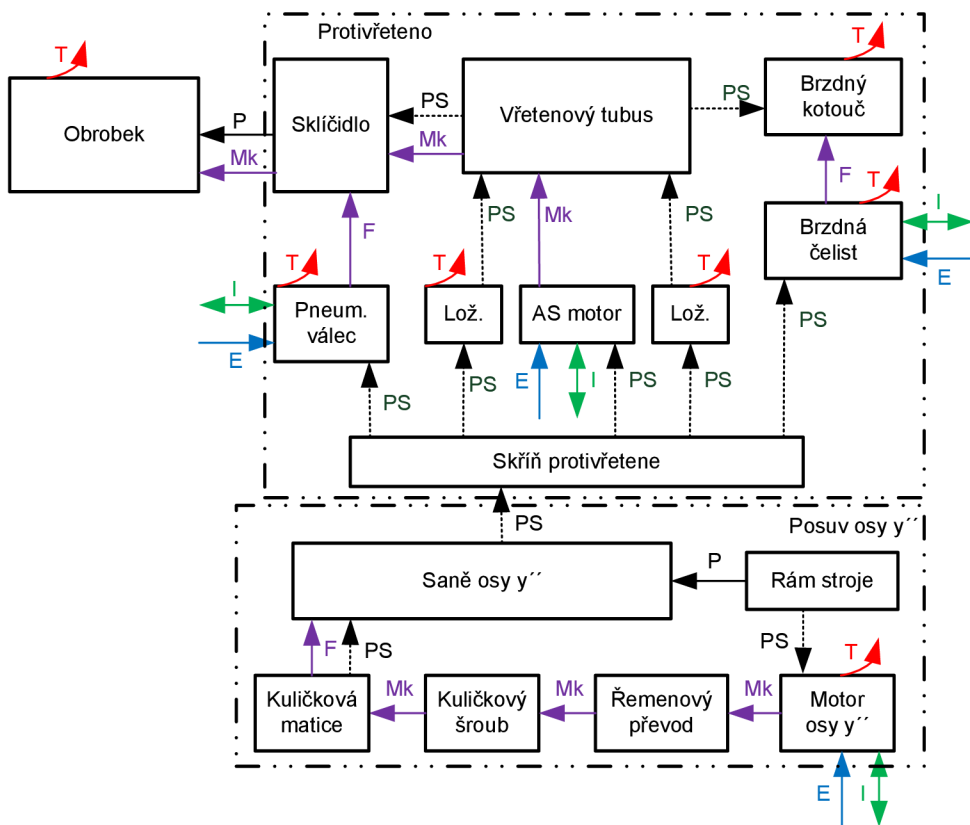 Protivřeteno
T
T
Obrobek
P
Mk
Sklíčidlo
PS
Mk
Vřetenový tubus
PS
Brzdný
kotouč
F
T
Brzdná
čelist
I
E
F
PS
Mk
PS
T
T
T
I
E
Pneum.
válec
Lož.
AS motor
Lož.
PS
PS
PS
E
I
PS
PS
Skříň protivřetene
PS
Posuv osy y´´
Saně osy y´´
P
Rám stroje
F
PS
PS
T
Kuličková
matice
Mk
Kuličkový
šroub
Mk
Řemenový
převod
Mk
Motor
osy y´´
E
I